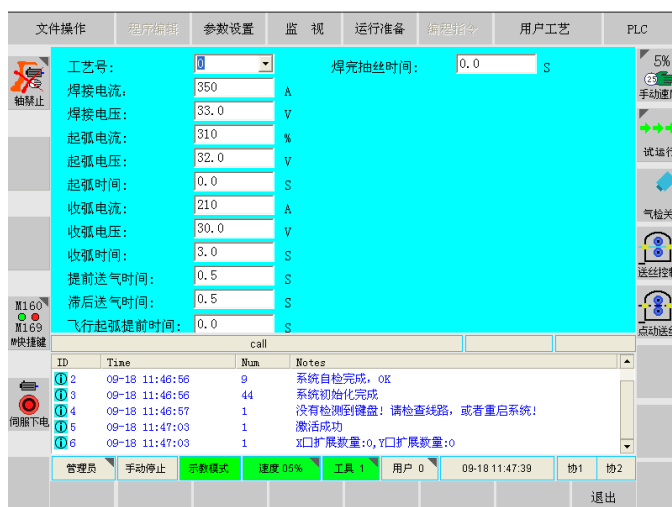 文件操作 程序编辑 参数设置 监 视 运行准备 编程指令 用户工艺 PLC
工艺号: 0 焊完抽丝时间: 0.0 S
焊接电流: 350 A
焊接电压: 33.0 V
起弧电流: 310 %
起弧电压: 32.0 V
起弧时间: 0.0 S
收弧电流: 210 A
收弧电压: 30.0 V
收弧时间: 3.0 S
提前送气时间: 0.5 S
滞后送气时间: 0.5 S
飞行起弧提前时间: 0.0 S
轴禁止
M160
M169
M快捷键
伺服下电
5%
25
手动速
试运行
气检关
送丝控
点动送
call
ID Time Num Notes
2 09-18 11:46:56 9 系统自检完成，OK
3 09-18 11:46:56 44 系统初始化完成
4 09-18 11:46:57 1 没有检测到键盘! 请检查线路，或者重启系统!
5 09-18 11:47:03 1 激活成功
6 09-18 11:47:03 1 X口扩展数量:0,Y口扩展数量:0
管理员 手动停止 示教模式 速度 05% 工具 1 用户 0 09-18 11:47:39 协1 协2
退出